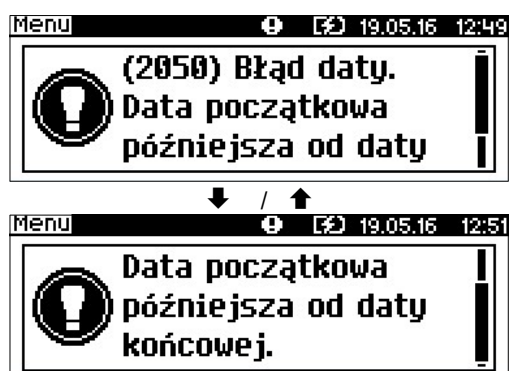 Menu 19.05.16 12:49
(2050) Błąd daty.
Data początkowa
późniejsza od daty
/
Menu 19.05.16 12:51
Data początkowa
późniejsza od daty
końcowej.